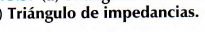 ) Triángulo de impedancias.